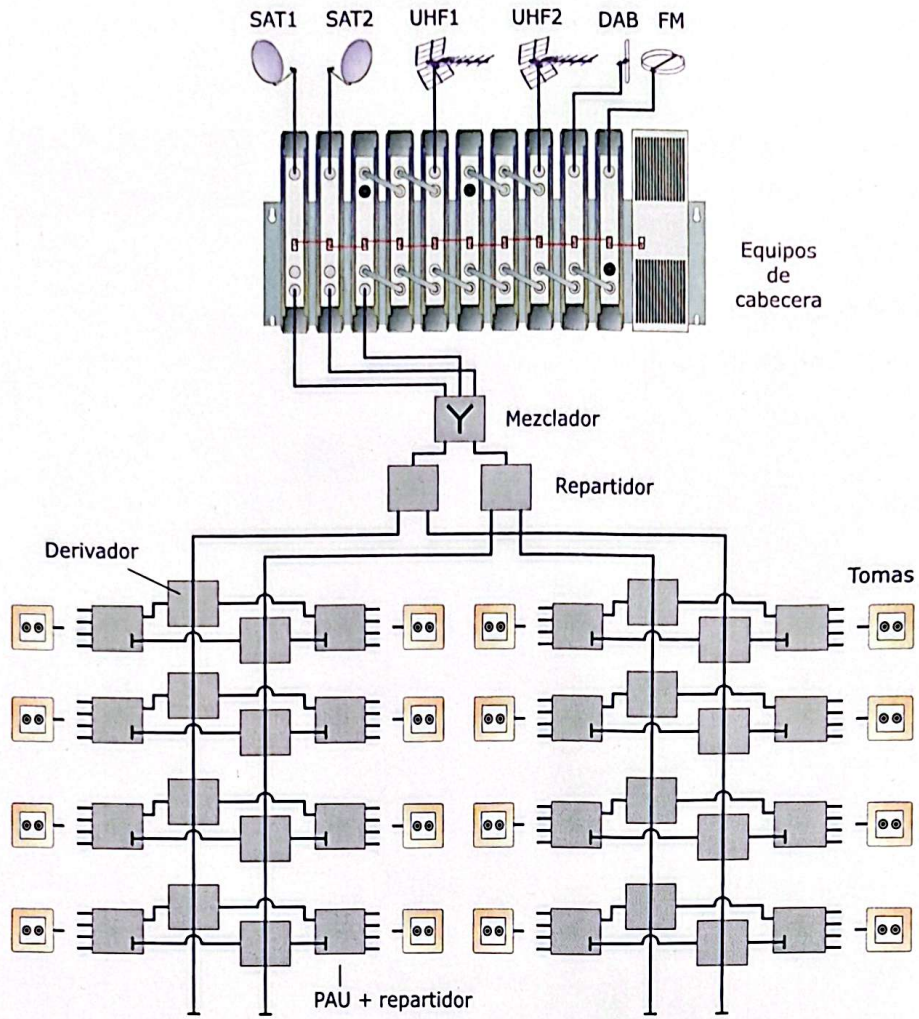 SAT1 SAT2 UHF1 UHF2 DAB FM
Equipos
de
cabecera
Mezclador
Repartidor
Derivador
Tomas
PAU + repartidor